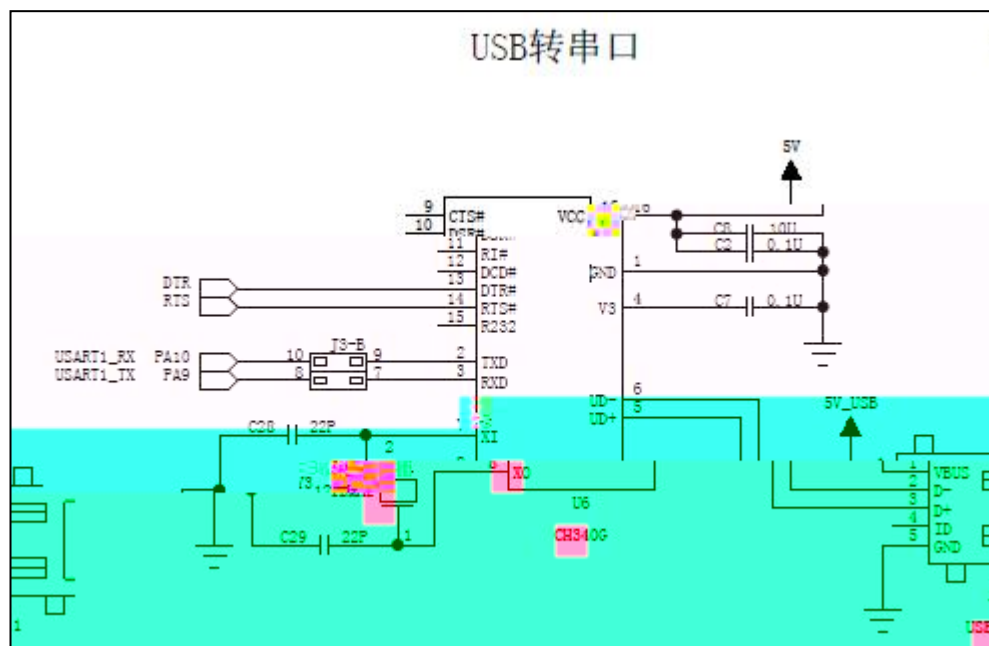 USB转串口
5V
9 CTS# VCC
10
C8 10U
C2 0.1U
11 RI#
12 DCD# GND 1
DTR 13 DTR#
RTS 14 RTS# V3 4 C7 0.1U
15 R232
J3-B
USART1_RX PA10 10 9 2 TXD
USART1_TX PA9 8 7 3 RXD
UD- 6
UD+ 5
5V_USB
C28 22P XI
2
XO
1 VBUS
2 D-
3 D+
4 ID
5 GND
U6
CH340G
C29 22P 1
1
USB